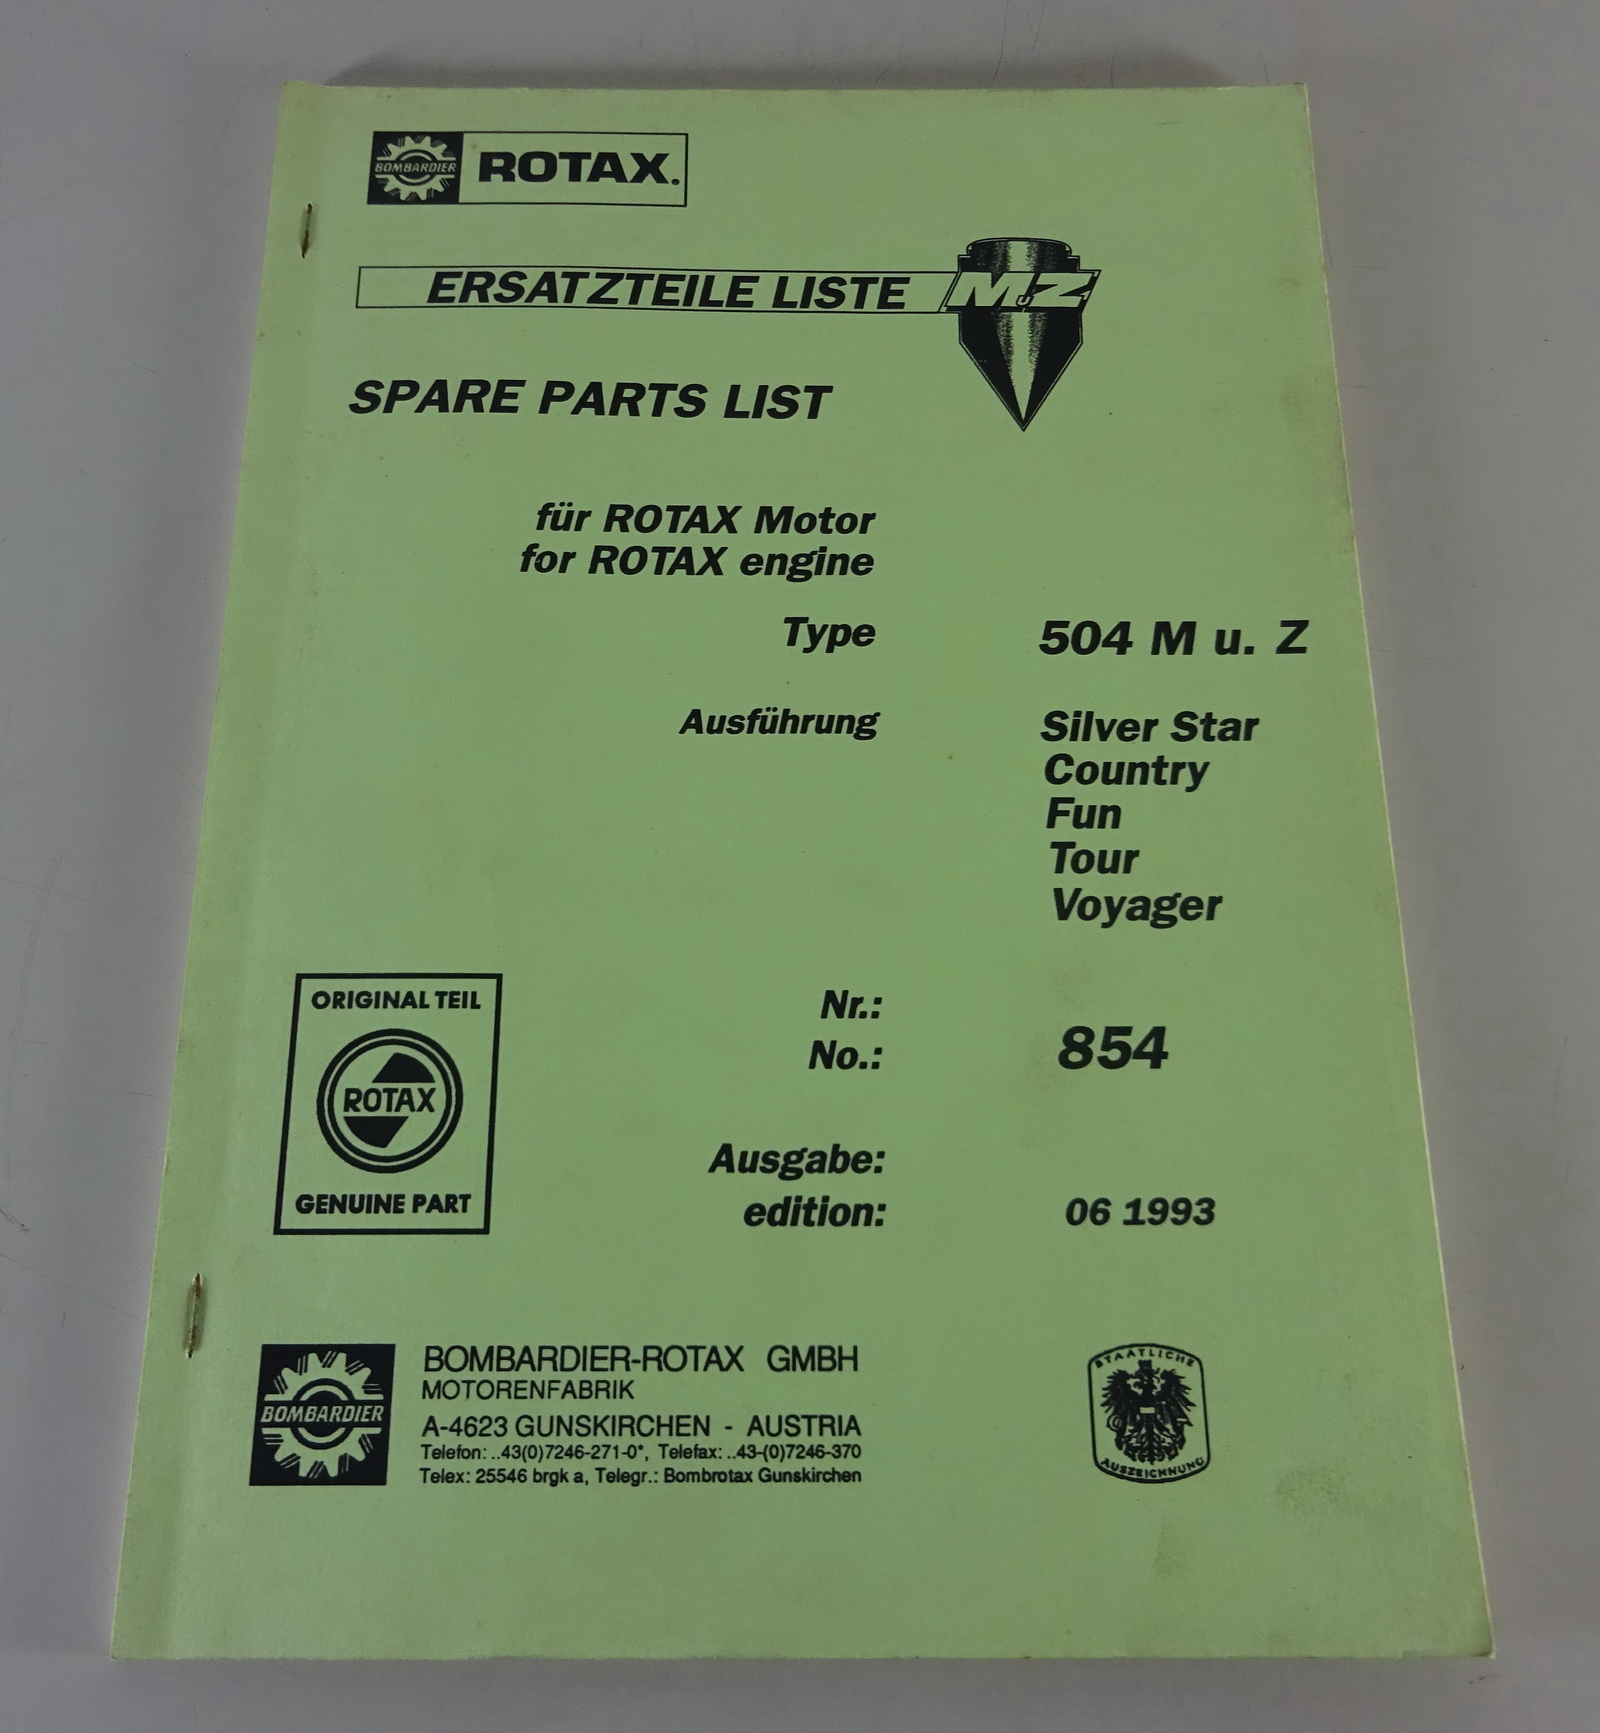 BOMBARDIER ROTAX.
ERSATZTEILE LISTE MuZ
SPARE PARTS LIST
für ROTAX Motor
for ROTAX engine
Type 504 M u. Z
Ausführung Silver Star
Country
Fun
Tour
Voyager
ORIGINAL TEIL
ROTAX
GENUINE PART
Nr.:
No.: 854
Ausgabe:
edition: 06 1993
BOMBARDIER
BOMBARDIER-ROTAX GMBH
MOTORENFABRIK
A-4623 GUNSKIRCHEN - AUSTRIA
Telefon: ..43(0)7246-271-0*, Telefax: ..43-(0)7246-370
Telex: 25546 brgk a, Telegr.: Bombrotax Gunskirchen
STAATLICHE
AUSZEICHNUNG